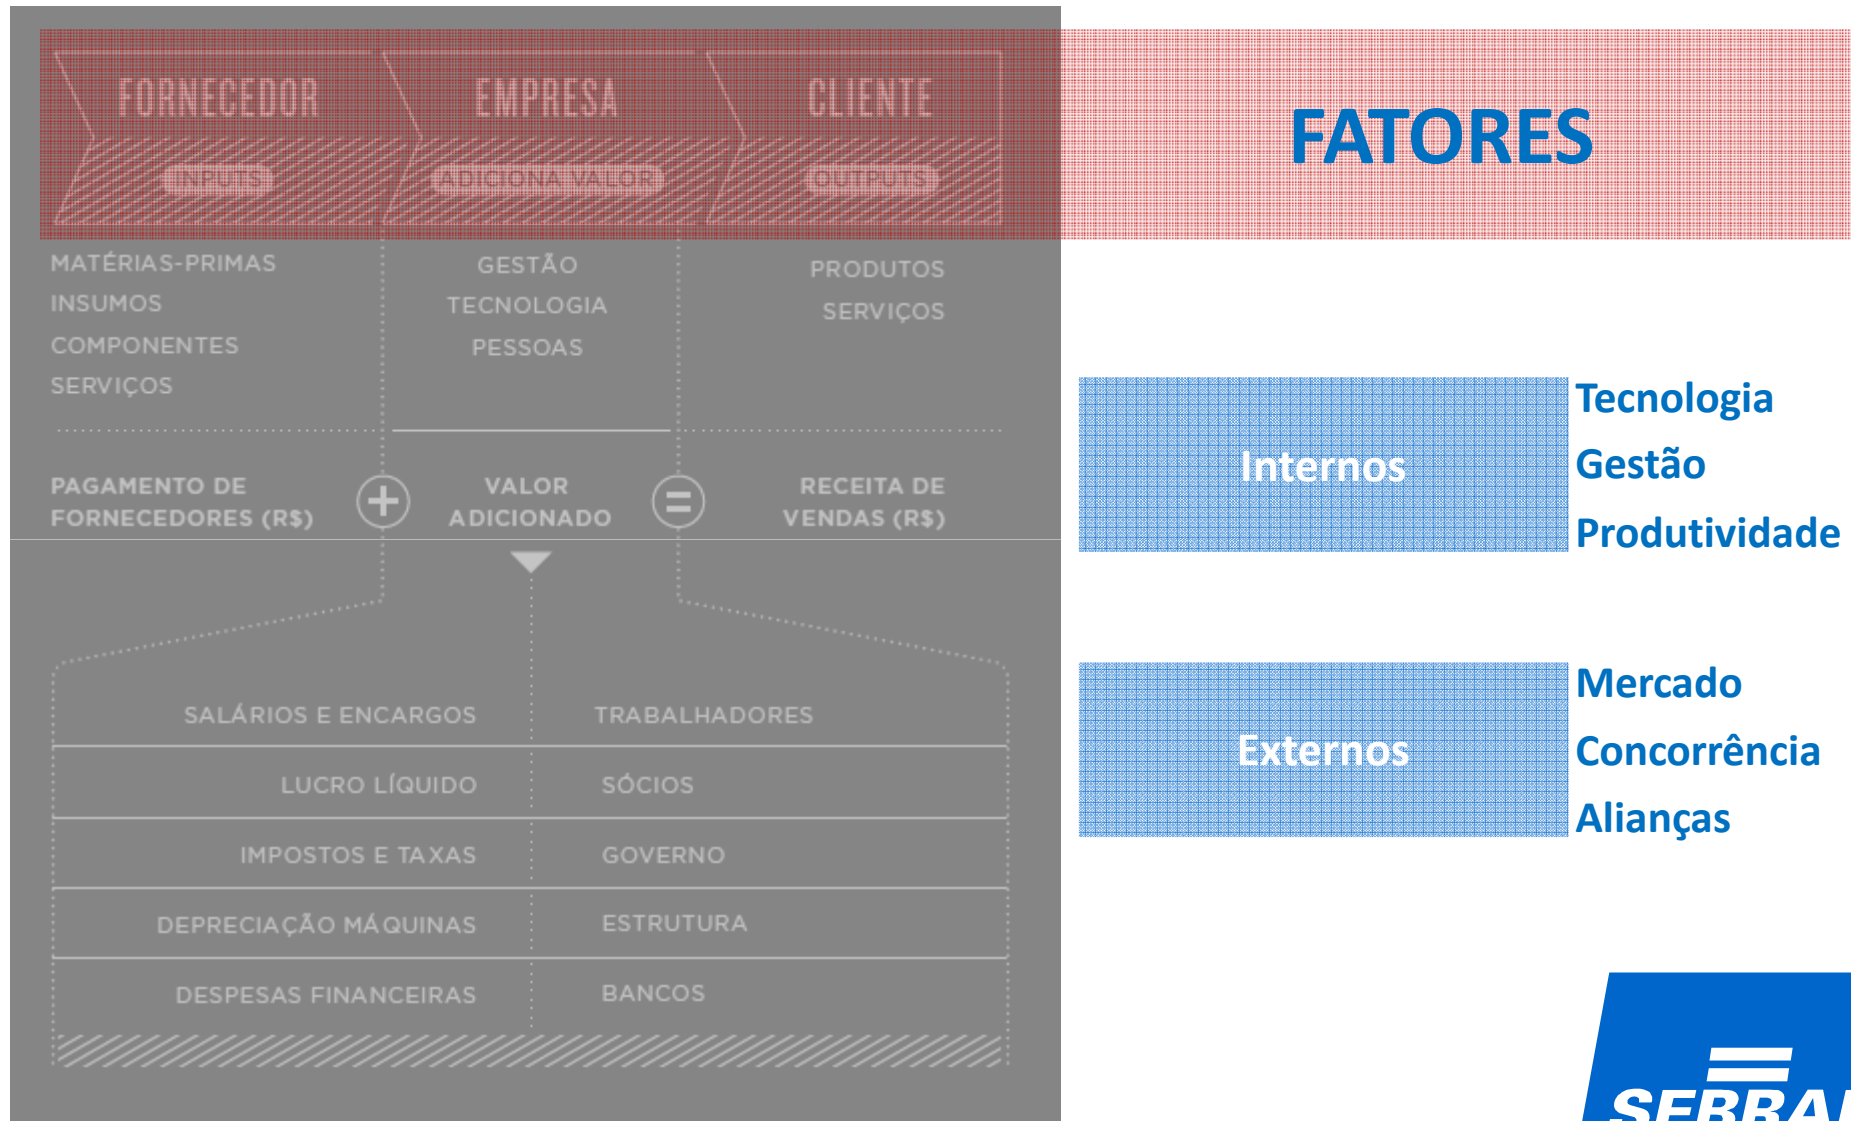 FORNECEDOR
EMPRESA
CLIENTE
INPUTS
ADICIONA VALOR
OUTPUTS
MATÉRIAS-PRIMAS
INSUMOS
COMPONENTES
SERVIÇOS
GESTÃO
TECNOLOGIA
PESSOAS
PRODUTOS
SERVIÇOS
PAGAMENTO DE
FORNECEDORES (R$)
+
VALOR
ADICIONADO
=
RECEITA DE
VENDAS (R$)
SALÁRIOS E ENCARGOS TRABALHADORES
LUCRO LÍQUIDO SÓCIOS
IMPOSTOS E TAXAS GOVERNO
DEPRECIAÇÃO MÁQUINAS ESTRUTURA
DESPESAS FINANCEIRAS BANCOS
FATORES
Internos
Tecnologia
Gestão
Produtividade
Externos
Mercado
Concorrência
Alianças
SEBRAE